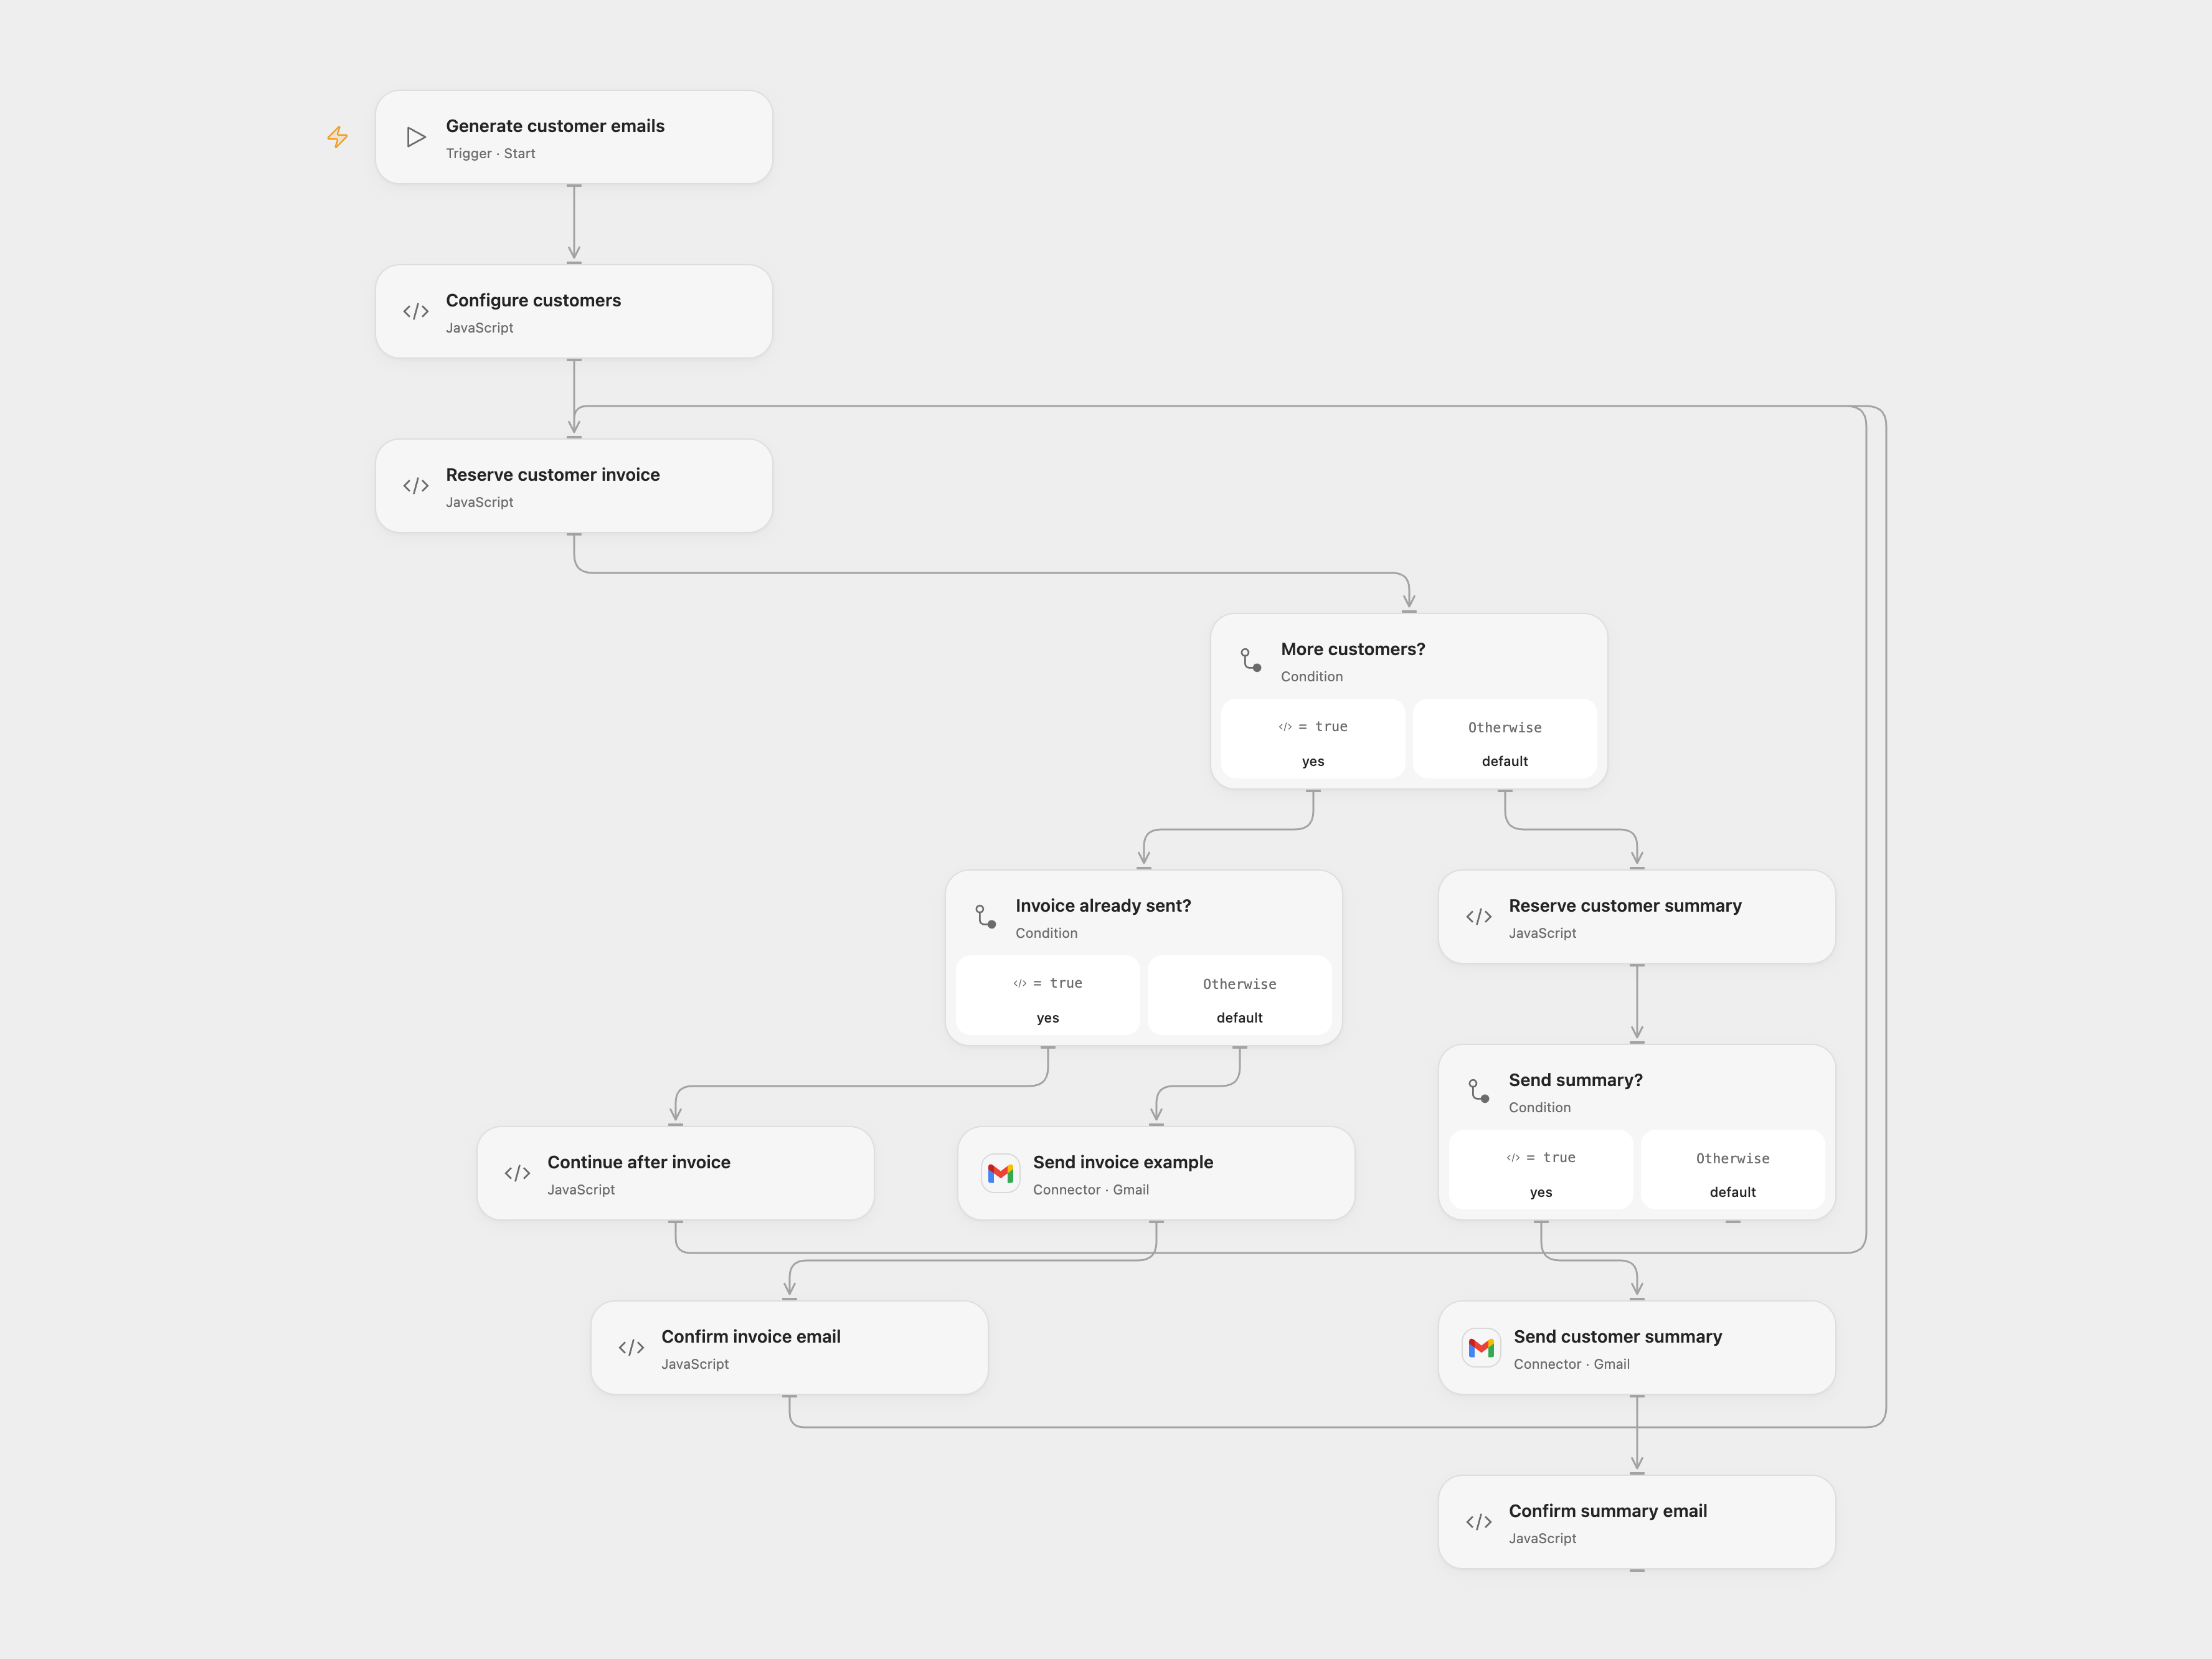 Generate customer emails
Trigger · Start
Configure customers
JavaScript
Reserve customer invoice
JavaScript
More customers?
Condition
</> = true
yes
Otherwise
default
Invoice already sent?
Condition
</> = true
yes
Otherwise
default
Reserve customer summary
JavaScript
Send summary?
Condition
</> = true
yes
Otherwise
default
Continue after invoice
JavaScript
Send invoice example
Connector · Gmail
Confirm invoice email
JavaScript
Send customer summary
Connector · Gmail
Confirm summary email
JavaScript